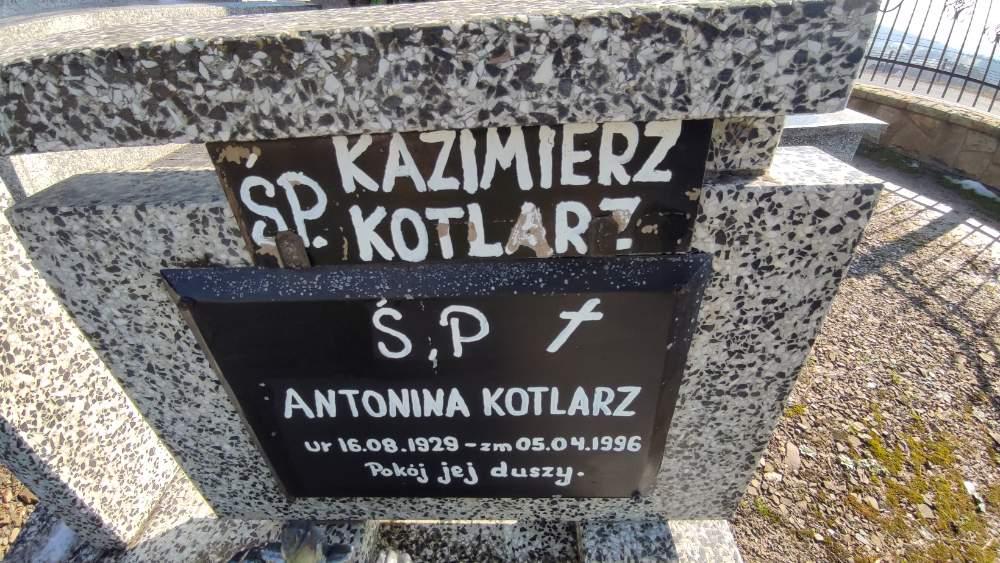 ŚP. KAZIMIERZ
KOTLARZ
Ś,P
ANTONINA KOTLARZ
ur 16.08.1929 - zm 05.04.1996
Pokój jej duszy.